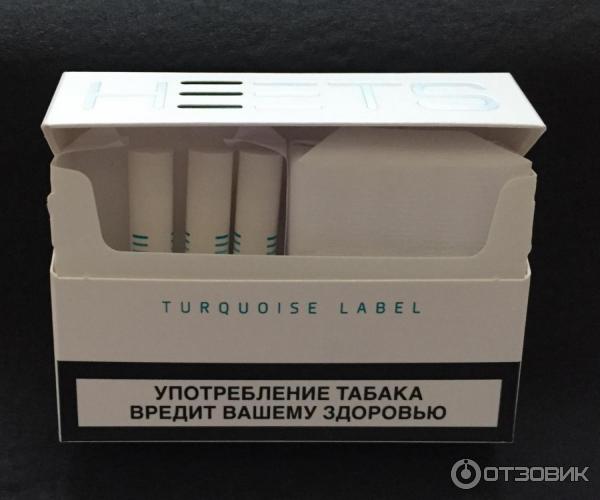 HEETS
TURQUOISE LABEL
УПОТРЕБЛЕНИЕ ТАБАКА
ВРЕДИТ ВАШЕМУ ЗДОРОВЬЮ
ОТЗОВИК